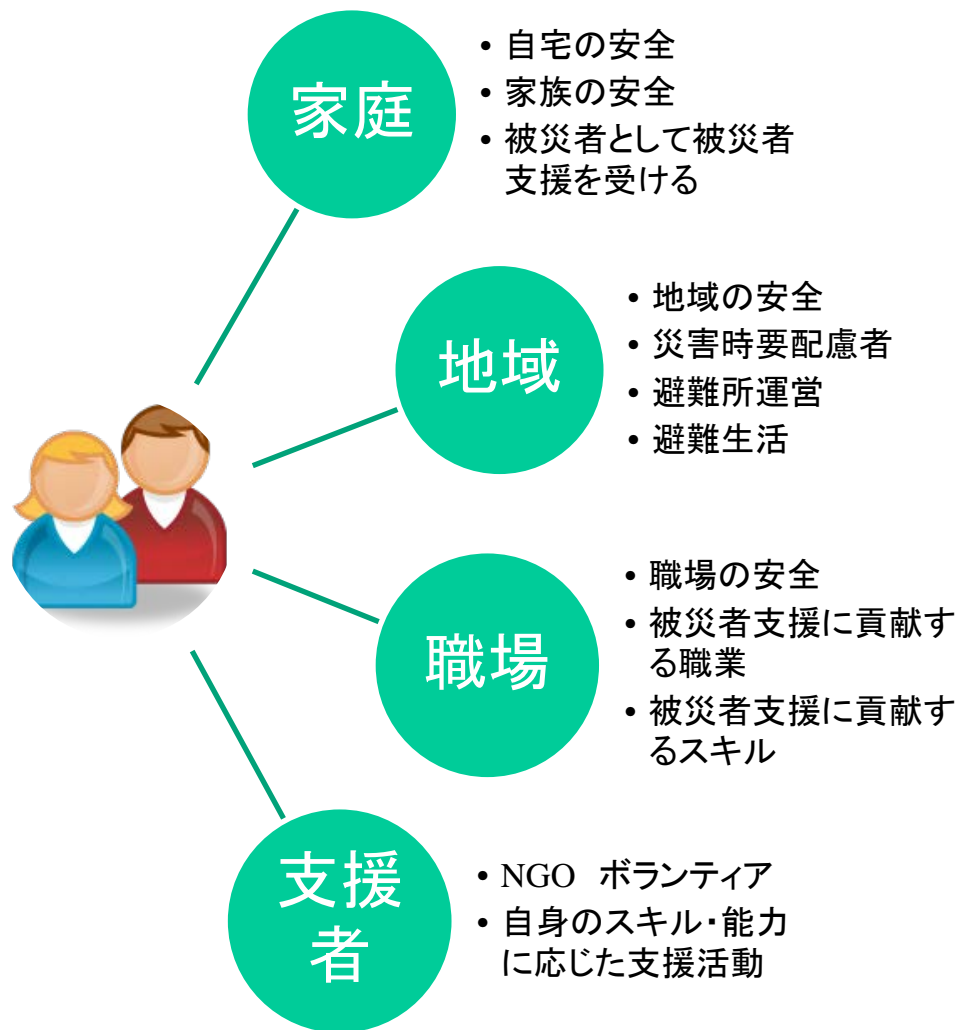 家庭
• 自宅の安全
• 家族の安全
• 被災者として被災者
支援を受ける
地域
• 地域の安全
• 災害時要配慮者
• 避難所運営
• 避難生活
職場
• 職場の安全
• 被災者支援に貢献す
る職業
• 被災者支援に貢献す
るスキル
支援
者
• NGO　ボランティア
• 自身のスキル・能力
に応じた支援活動